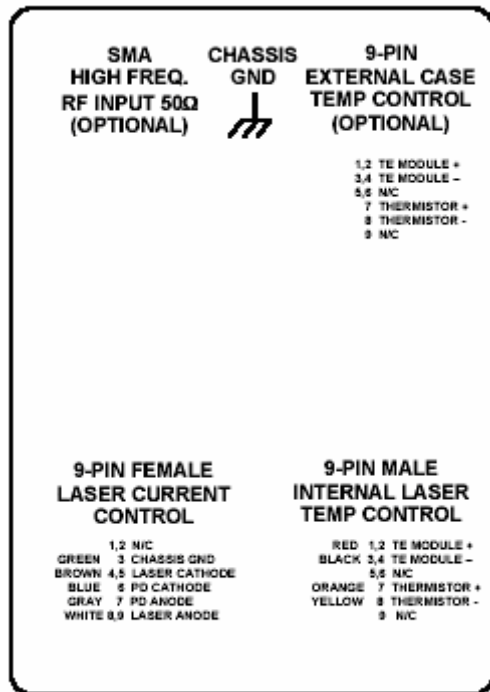 SMA
HIGH FREQ.
RF INPUT 50Ω
(OPTIONAL)
CHASSIS
GND
9-PIN
EXTERNAL CASE
TEMP CONTROL
(OPTIONAL)
1,2 TE MODULE +
3,4 TE MODULE –
5,6 N/C
7 THERMISTOR +
8 THERMISTOR -
9 N/C
9-PIN FEMALE
LASER CURRENT
CONTROL
1,2 N/C
GREEN 3 CHASSIS GND
BROWN 4,5 LASER CATHODE
BLUE 6 PD CATHODE
GRAY 7 PD ANODE
WHITE 8,9 LASER ANODE
9-PIN MALE
INTERNAL LASER
TEMP CONTROL
RED 1,2 TE MODULE +
BLACK 3,4 TE MODULE –
5,6 N/C
ORANGE 7 THERMISTOR +
YELLOW 8 THERMISTOR -
9 N/C